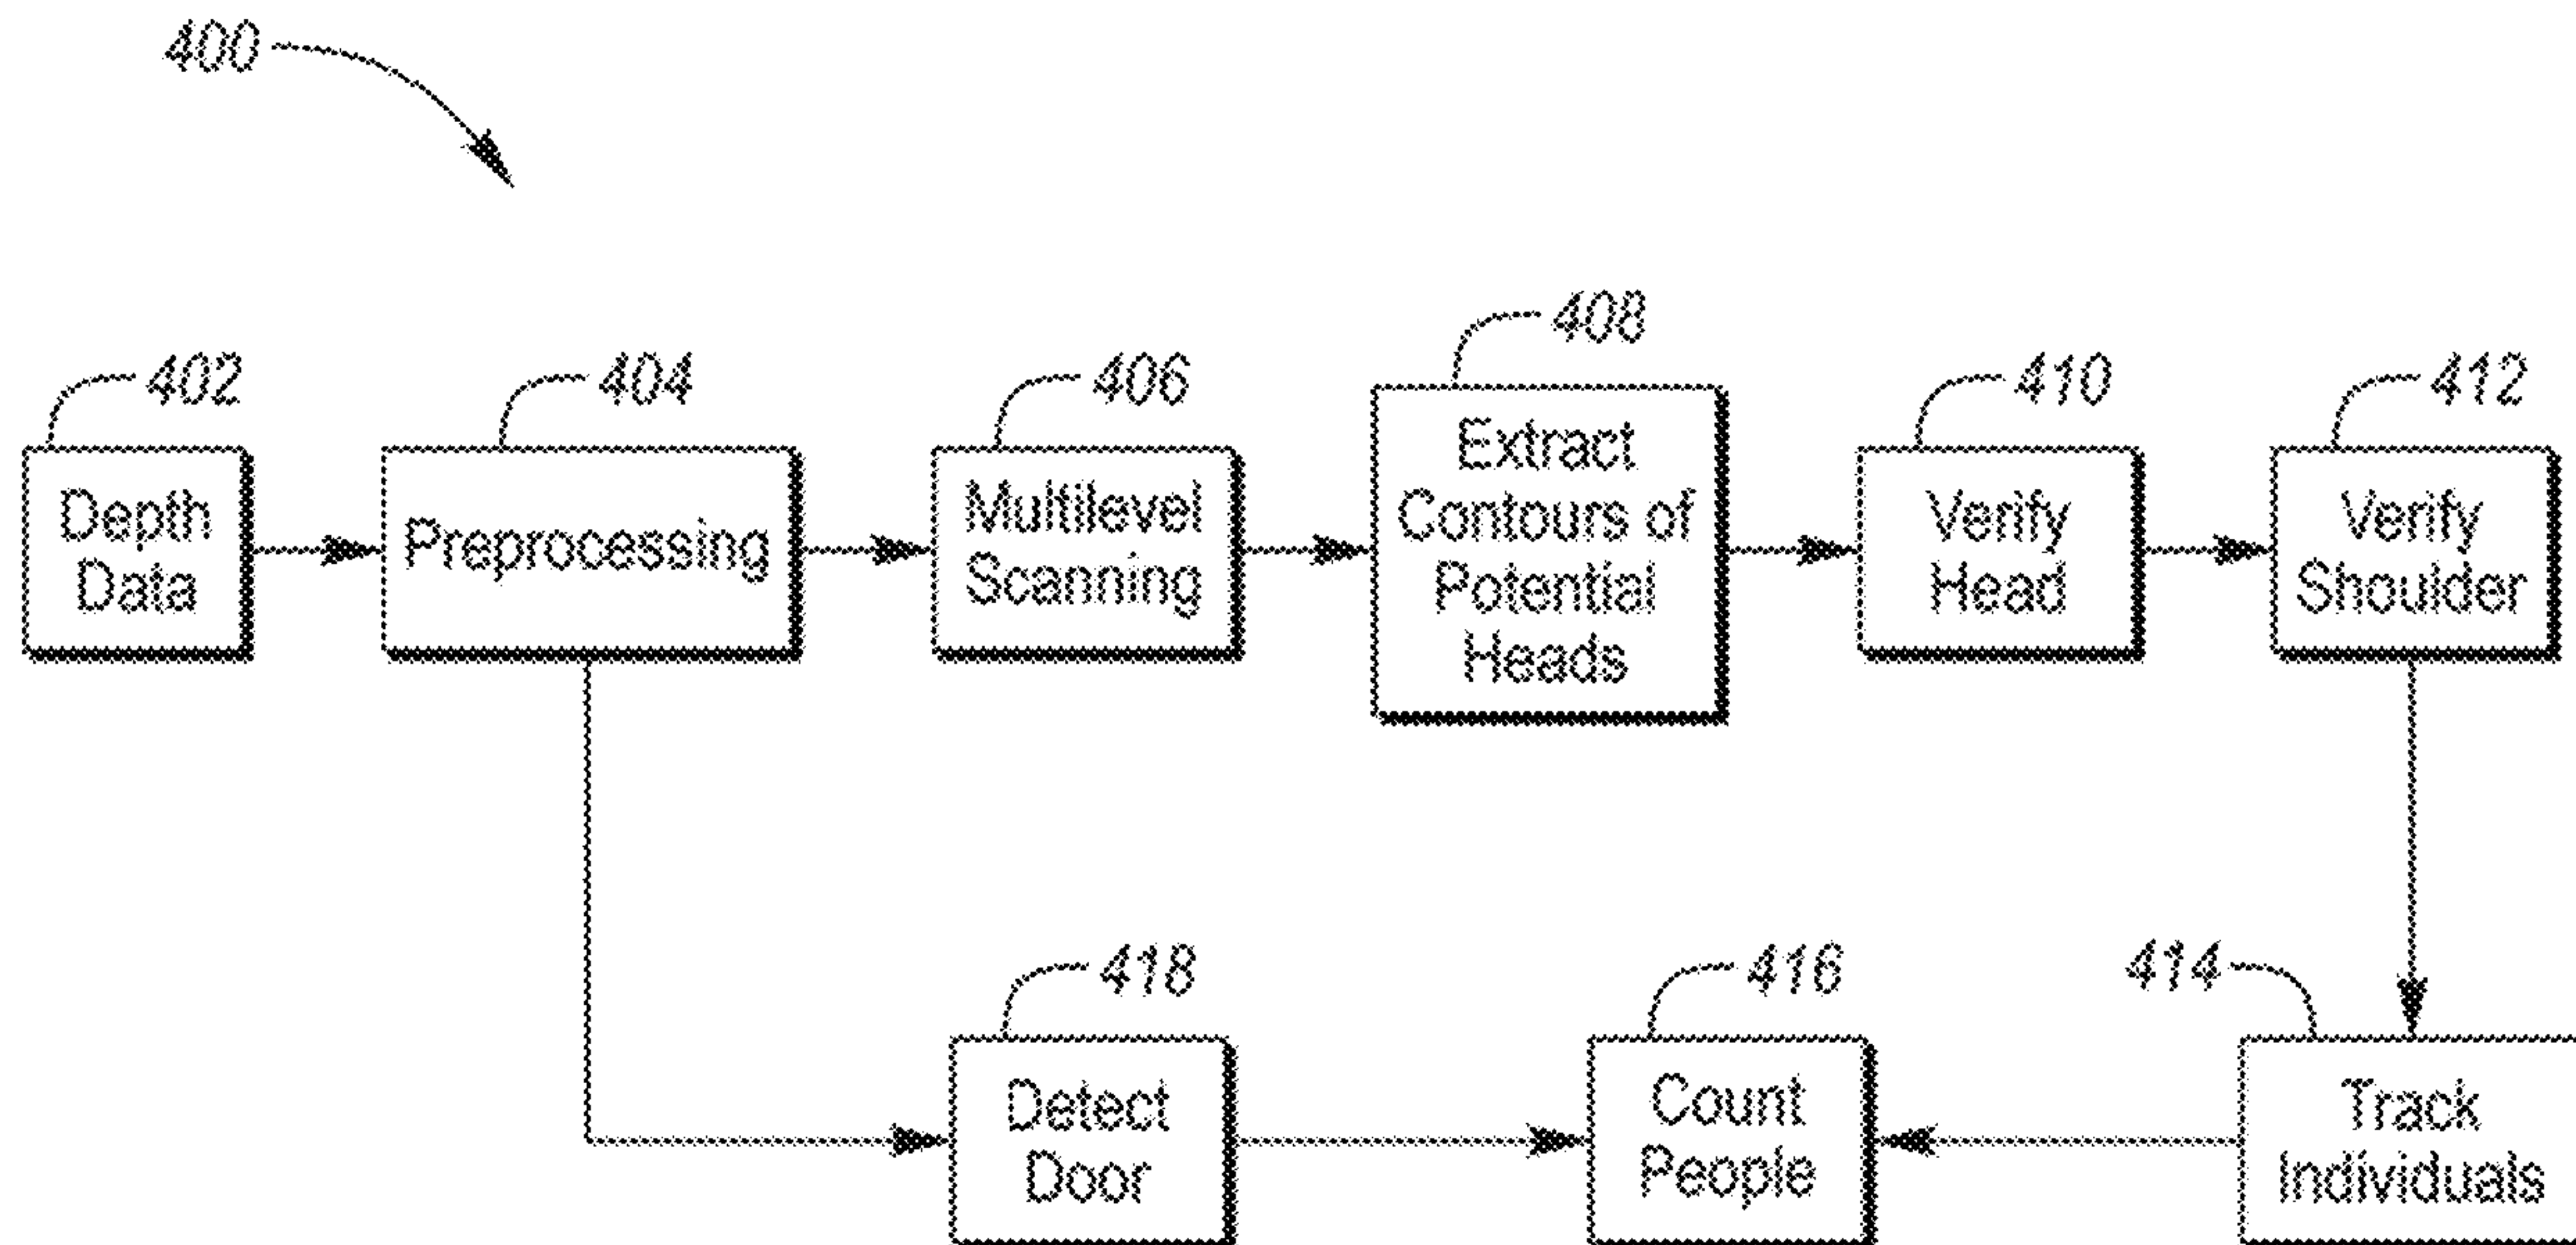 400
402
Depth
Data
404
Preprocessing
406
Multilevel
Scanning
408
Extract
Contours of
Potential
Heads
410
Verify
Head
412
Verify
Shoulder
418
Detect
Door
416
Count
People
414
Track
Individuals